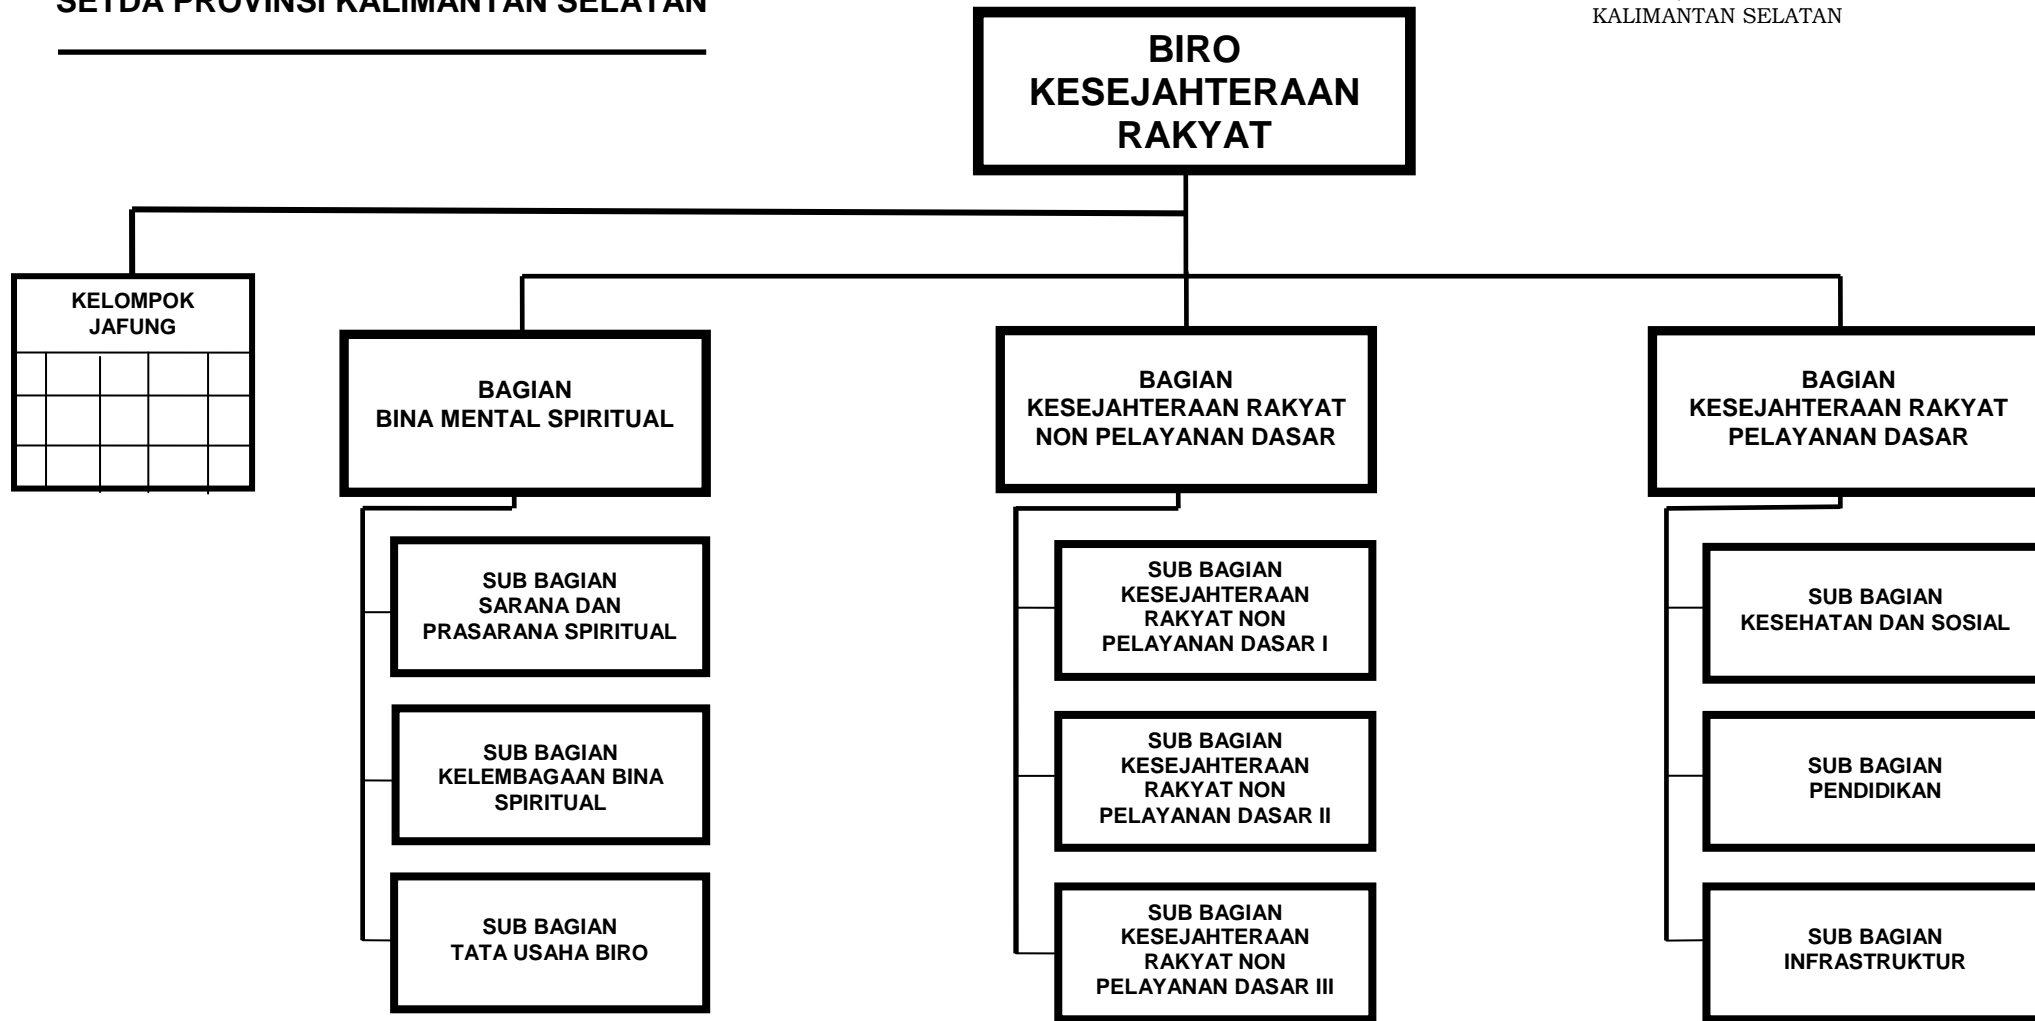 SETDA PROVINSI KALIMANTAN SELATAN
KALIMANTAN SELATAN
BIRO
KESEJAHTERAAN
RAKYAT
KELOMPOK
JAFUNG
BAGIAN
BINA MENTAL SPIRITUAL
BAGIAN
KESEJAHTERAAN RAKYAT
NON PELAYANAN DASAR
BAGIAN
KESEJAHTERAAN RAKYAT
PELAYANAN DASAR
SUB BAGIAN
SARANA DAN
PRASARANA SPIRITUAL
SUB BAGIAN
KELEMBAGAAN BINA
SPIRITUAL
SUB BAGIAN
TATA USAHA BIRO
SUB BAGIAN
KESEJAHTERAAN
RAKYAT NON
PELAYANAN DASAR I
SUB BAGIAN
KESEJAHTERAAN
RAKYAT NON
PELAYANAN DASAR II
SUB BAGIAN
KESEJAHTERAAN
RAKYAT NON
PELAYANAN DASAR III
SUB BAGIAN
KESEHATAN DAN SOSIAL
SUB BAGIAN
PENDIDIKAN
SUB BAGIAN
INFRASTRUKTUR